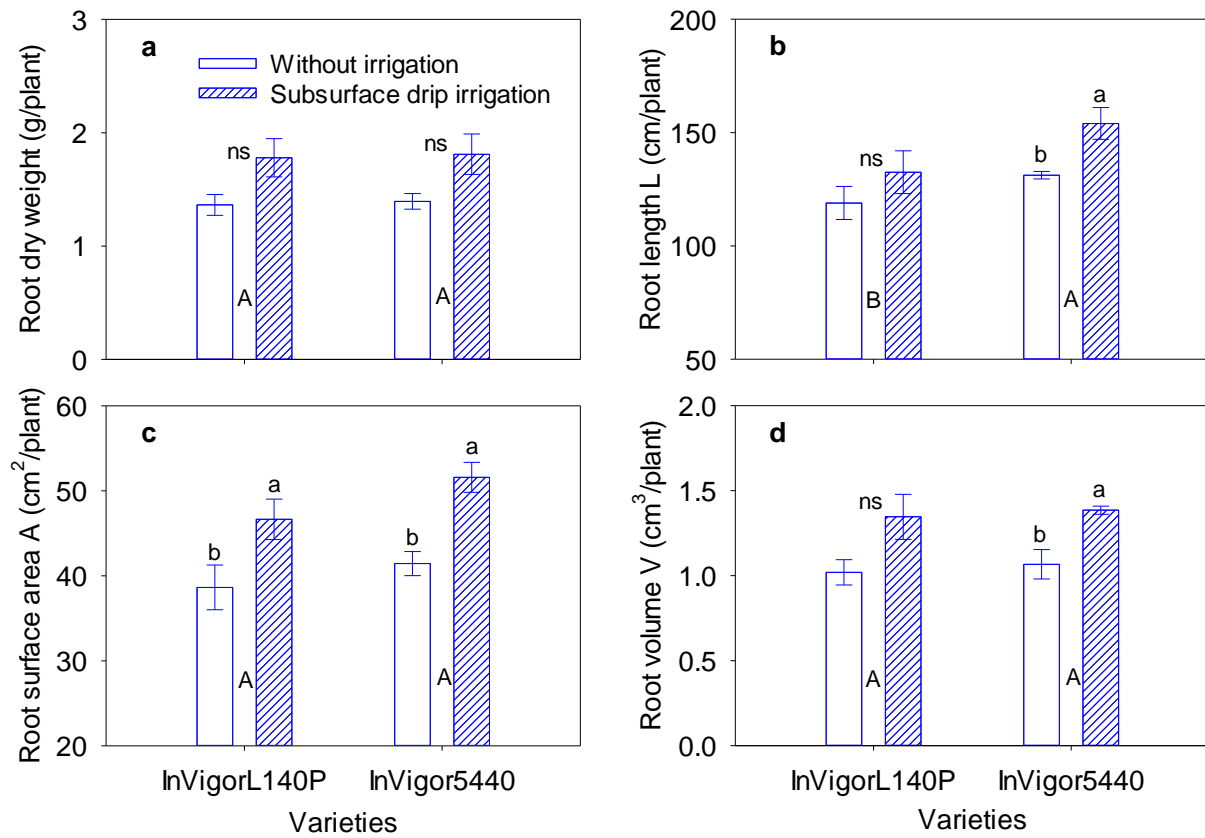 Root dry weight (g/plant)
3
2
1
0
a
Without irrigation
Subsurface drip irrigation
ns
ns
A
A
Root length L (cm/plant)
200
150
100
50
b
ns
b
a
B
A
Root surface area A (cm²/plant)
60
50
40
30
20
c
b
a
b
a
A
A
InVigorL140P
InVigor5440
Varieties
Root volume V (cm³/plant)
2.0
1.5
1.0
0.5
0.0
d
ns
b
a
A
A
InVigorL140P
InVigor5440
Varieties